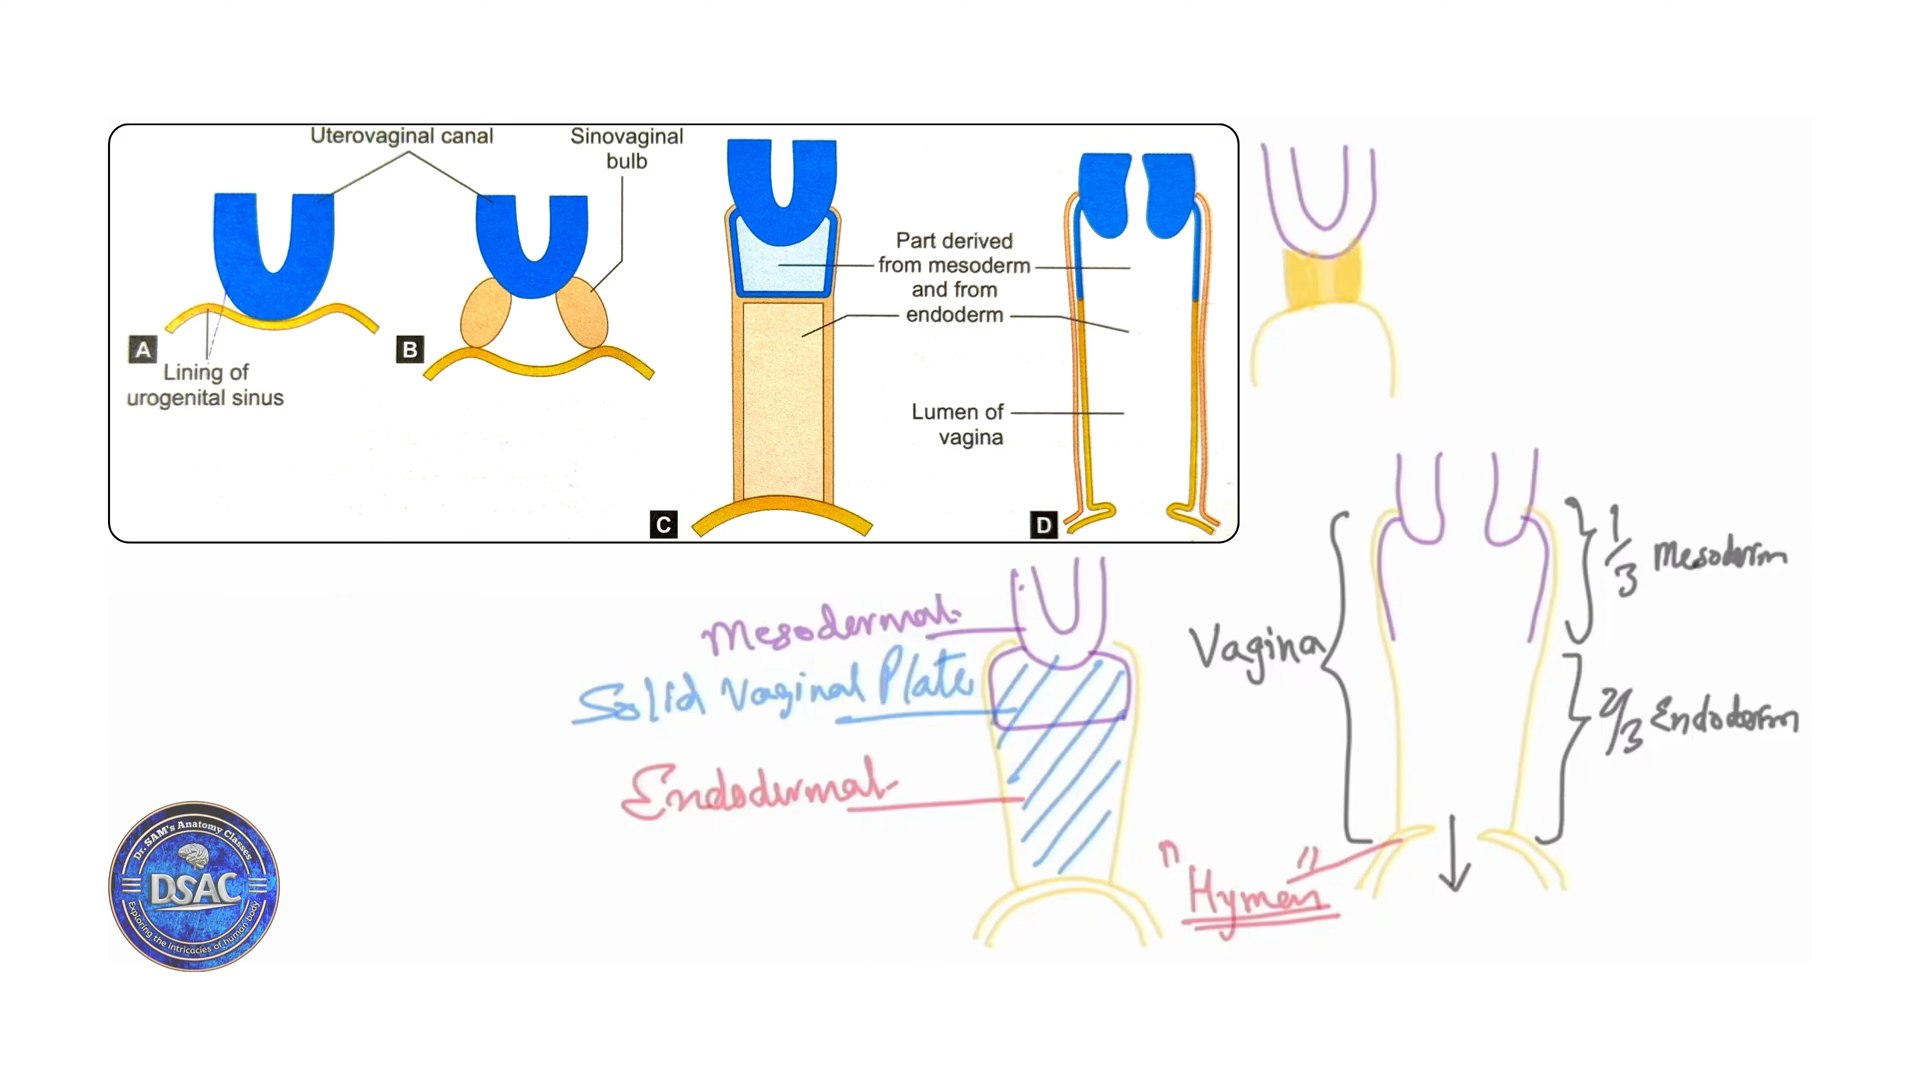 Uterovaginal canal
Sinovaginal
bulb
Part derived
from mesoderm
and from
endoderm
Lumen of
vagina
A
B
Lining of
urogenital sinus
C
D
Mesodermal
Solid Vaginal Plate
Endodermal
Vagina
1/3 Mesoderm
2/3 Endoderm
"Hymen"
Dr. SAM's Anatomy Classes
DSAC
Exploring the intricacies of human body